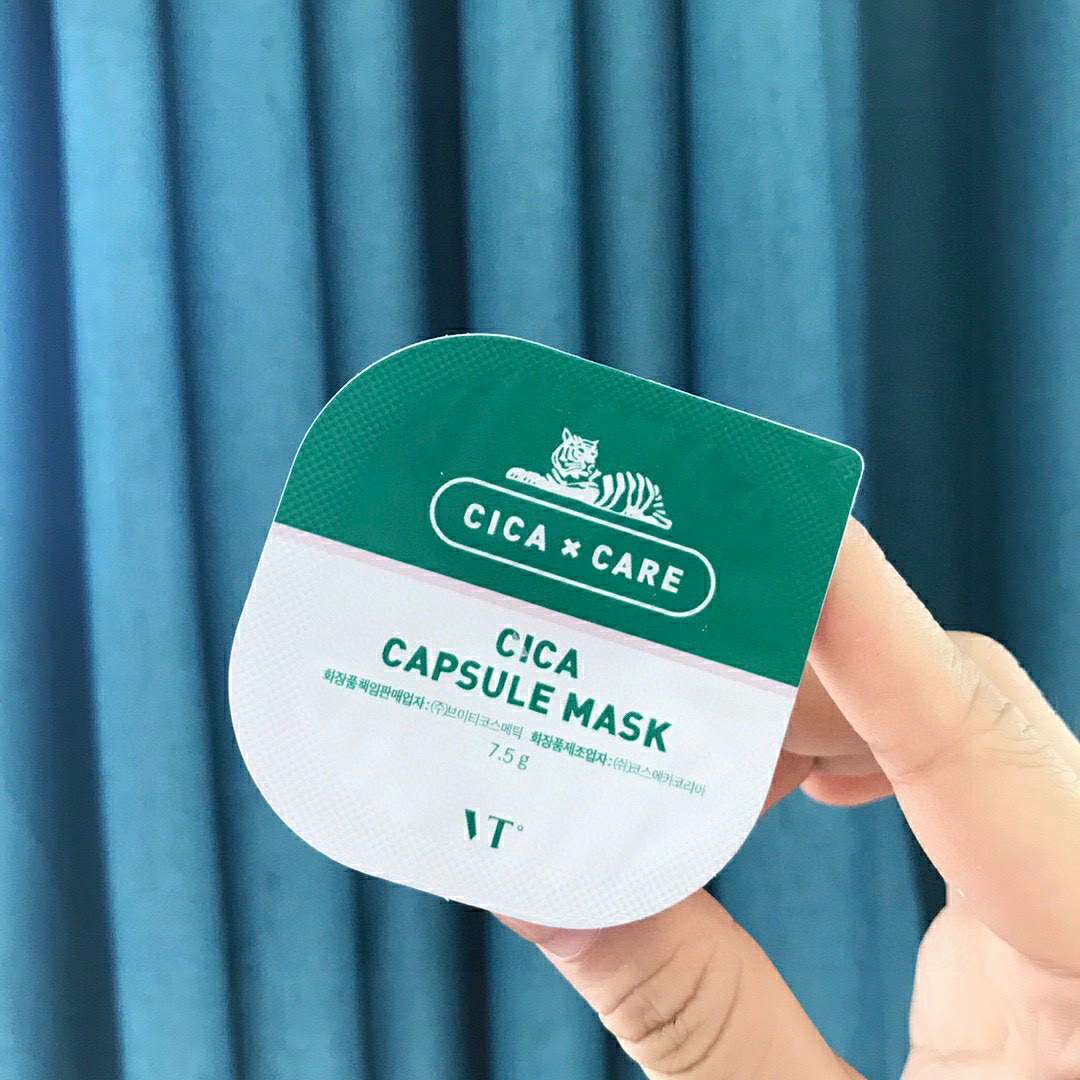 CICA × CARE
CICA
CAPSULE MASK
화장품책임판매업자 : (주)브이티코스메틱 화장품제조업자 : (주)코스메카코리아
7.5 g
VT°